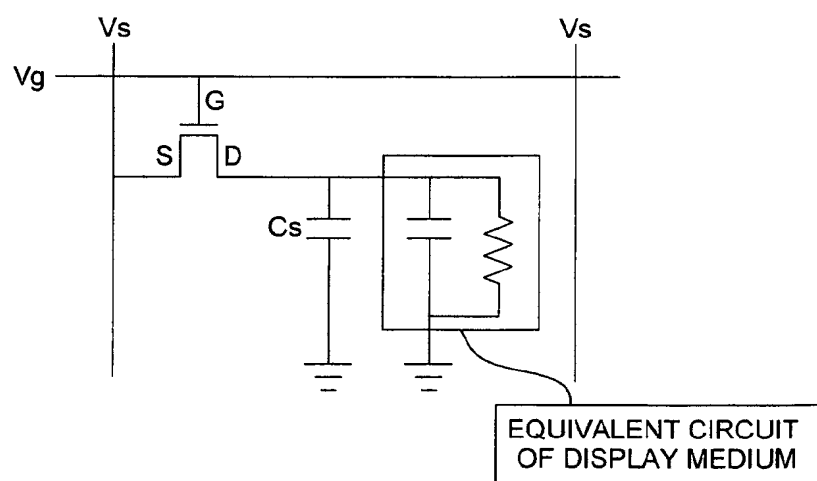 Vs
Vs
Vg
G
S
D
Cs
EQUIVALENT CIRCUIT
OF DISPLAY MEDIUM